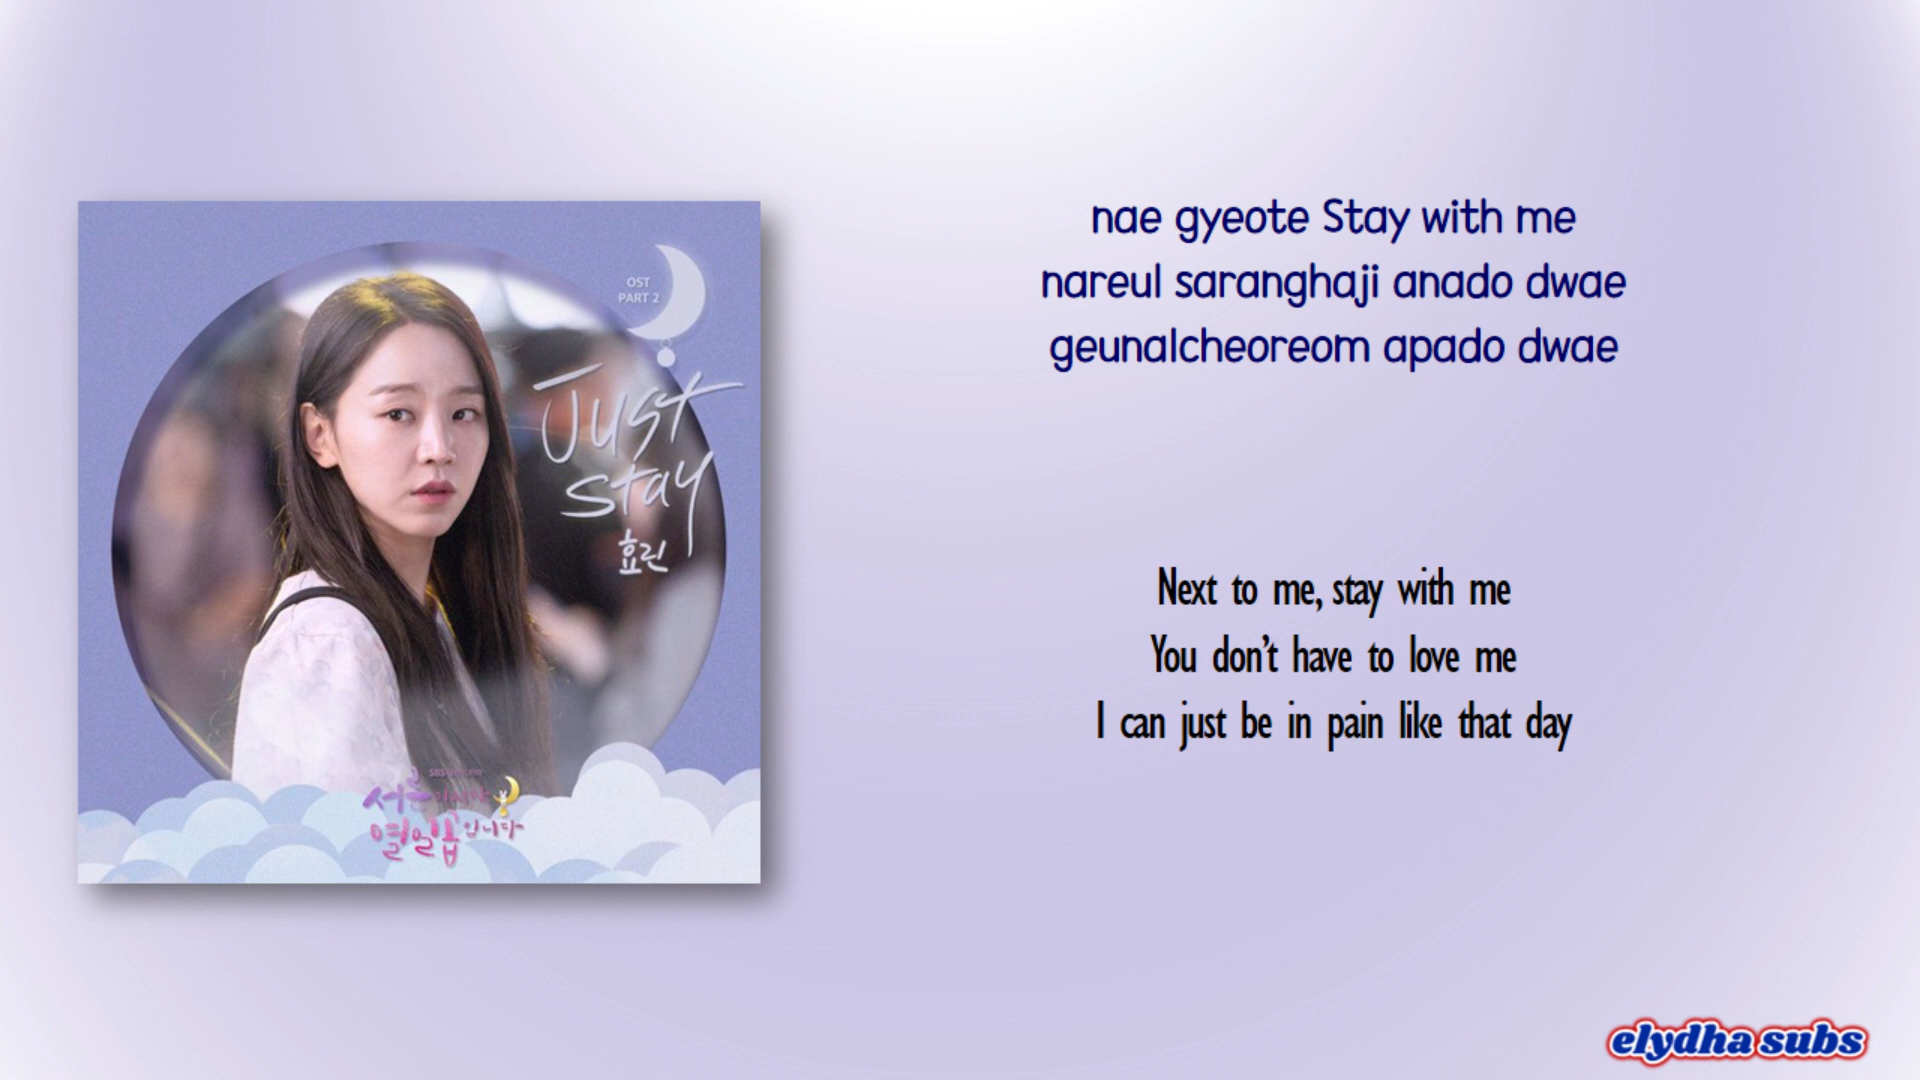 OST
PART 2
Just
stay
효린
서른이지만
열일곱입니다
nae gyeote Stay with me
nareul saranghaji anado dwae
geunalcheoreom apado dwae
Next to me, stay with me
You don't have to love me
I can just be in pain like that day
elydha subs